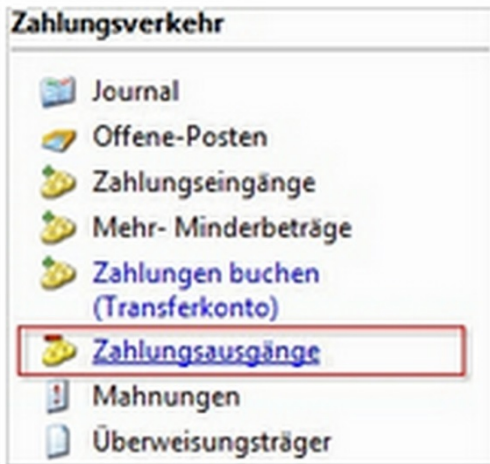 Zahlungsverkehr
Journal
Offene-Posten
Zahlungseingänge
Mehr- Minderbeträge
Zahlungen buchen
(Transferkonto)
Zahlungsausgänge
Mahnungen
Überweisungsträger